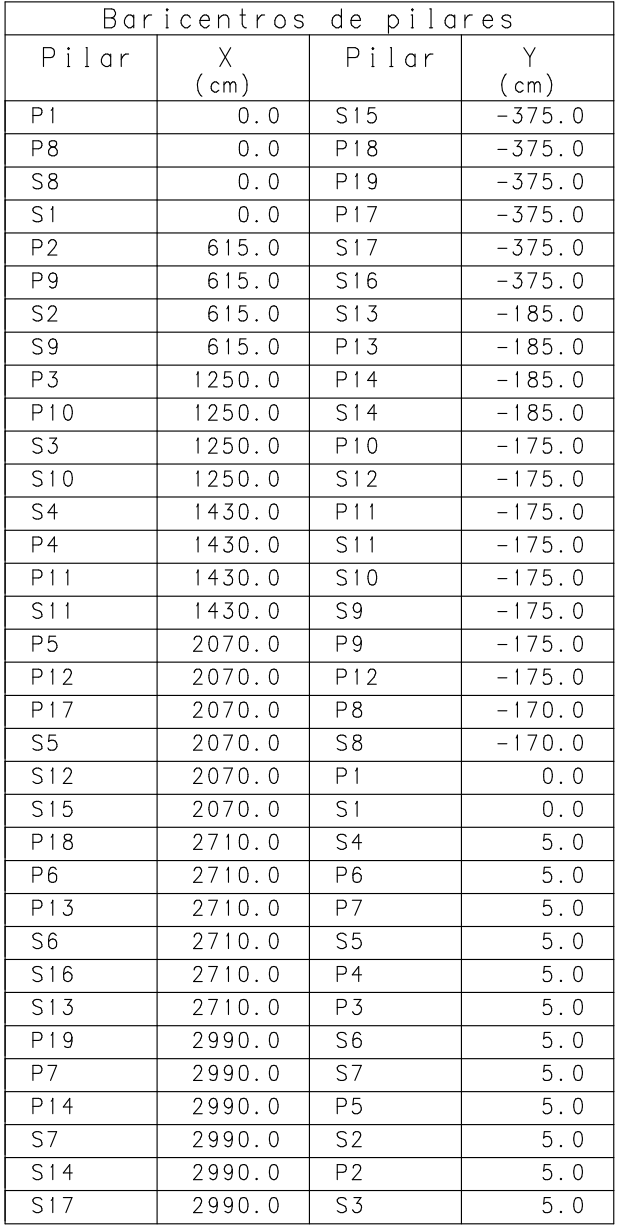 Baricentros de pilares
Pilar X Pilar Y
(cm) (cm)
P1 0.0 S15 -375.0
P8 0.0 P18 -375.0
S8 0.0 P19 -375.0
S1 0.0 P17 -375.0
P2 615.0 S17 -375.0
P9 615.0 S16 -375.0
S2 615.0 S13 -185.0
S9 615.0 P13 -185.0
P3 1250.0 P14 -185.0
P10 1250.0 S14 -185.0
S3 1250.0 P10 -175.0
S10 1250.0 S12 -175.0
S4 1430.0 P11 -175.0
P4 1430.0 S11 -175.0
P11 1430.0 S10 -175.0
S11 1430.0 S9 -175.0
P5 2070.0 P9 -175.0
P12 2070.0 P12 -175.0
P17 2070.0 P8 -170.0
S5 2070.0 S8 -170.0
S12 2070.0 P1 0.0
S15 2070.0 S1 0.0
P18 2710.0 S4 5.0
P6 2710.0 P6 5.0
P13 2710.0 P7 5.0
S6 2710.0 S5 5.0
S16 2710.0 P4 5.0
S13 2710.0 P3 5.0
P19 2990.0 S6 5.0
P7 2990.0 S7 5.0
P14 2990.0 P5 5.0
S7 2990.0 S2 5.0
S14 2990.0 P2 5.0
S17 2990.0 S3 5.0